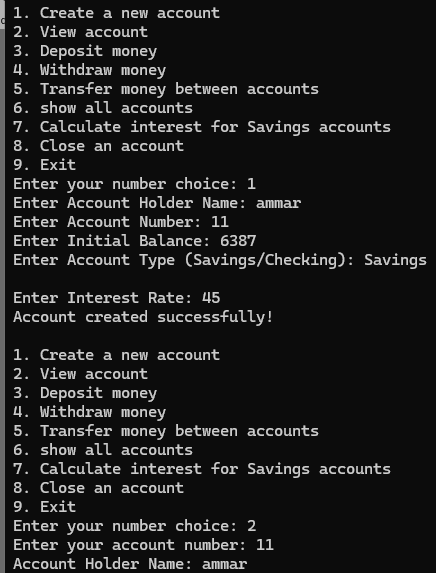 1. Create a new account
2. View account
3. Deposit money
4. Withdraw money
5. Transfer money between accounts
6. show all accounts
7. Calculate interest for Savings accounts
8. Close an account
9. Exit
Enter your number choice: 1
Enter Account Holder Name: ammar
Enter Account Number: 11
Enter Initial Balance: 6387
Enter Account Type (Savings/Checking): Savings
Enter Interest Rate: 45
Account created successfully!
1. Create a new account
2. View account
3. Deposit money
4. Withdraw money
5. Transfer money between accounts
6. show all accounts
7. Calculate interest for Savings accounts
8. Close an account
9. Exit
Enter your number choice: 2
Enter your account number: 11
Account Holder Name: ammar